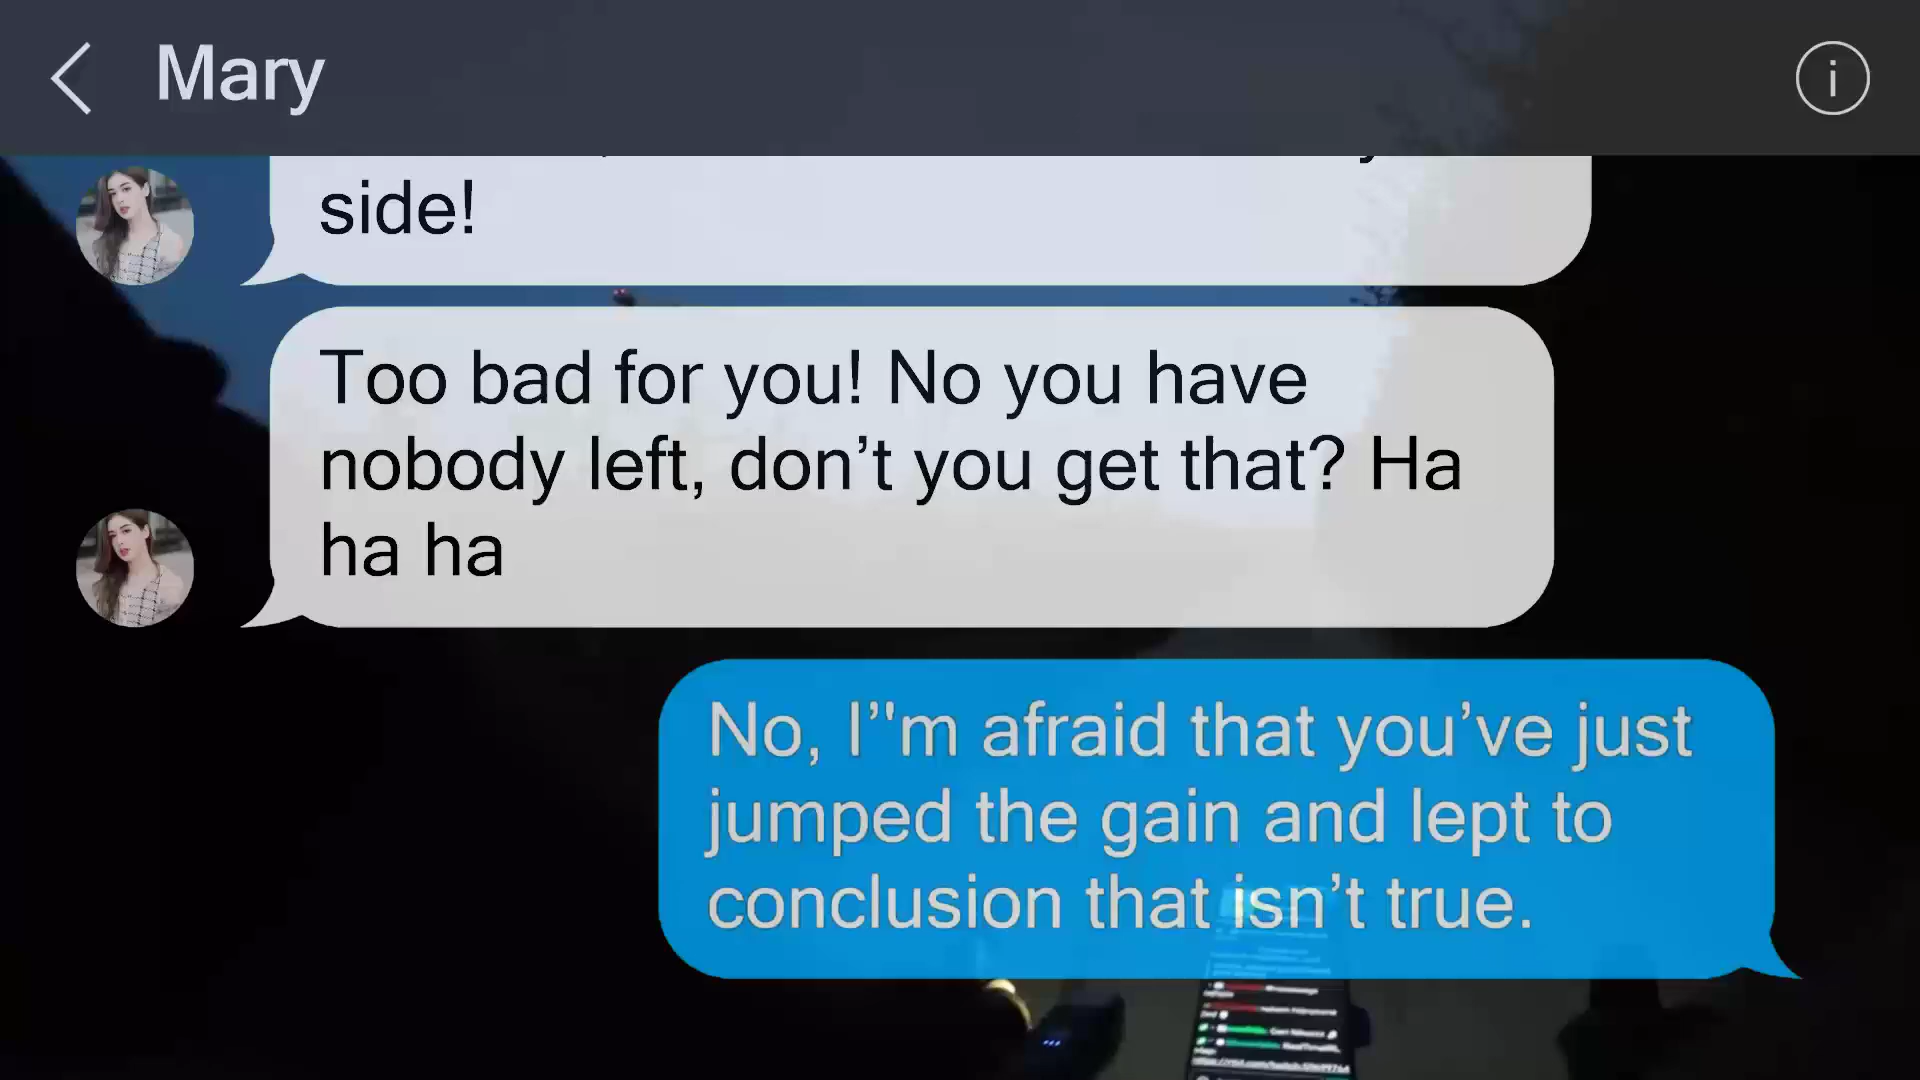 Mary
side!
Too bad for you! No you have
nobody left, don’t you get that? Ha
ha ha
No, I’'m afraid that you’ve just
jumped the gain and lept to
conclusion that isn’t true.